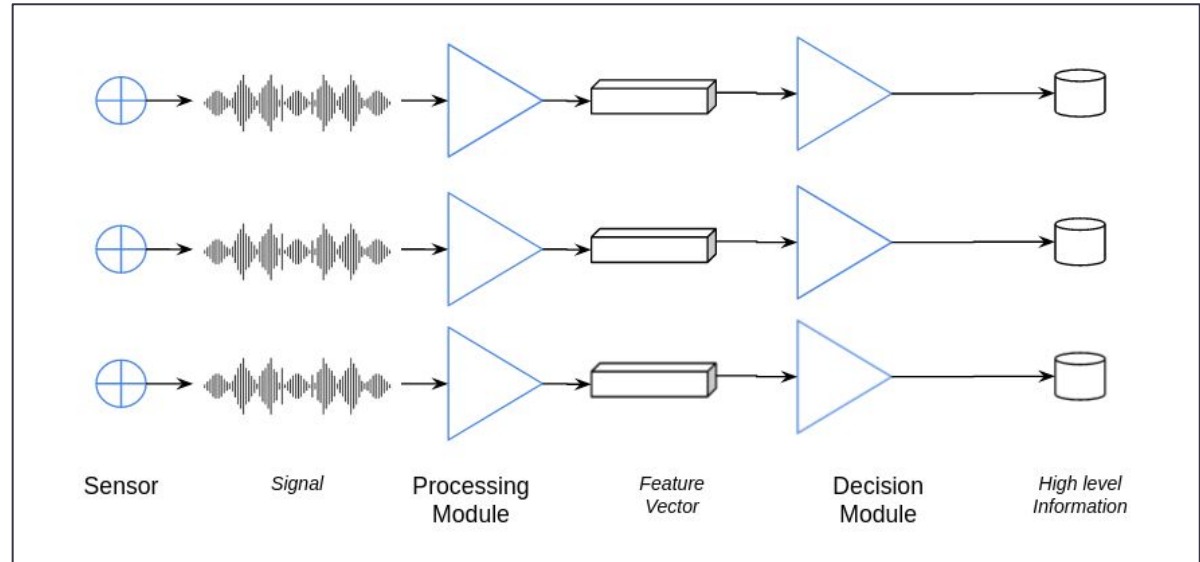 Sensor
Signal
Processing
Module
Feature
Vector
Decision
Module
High level
Information